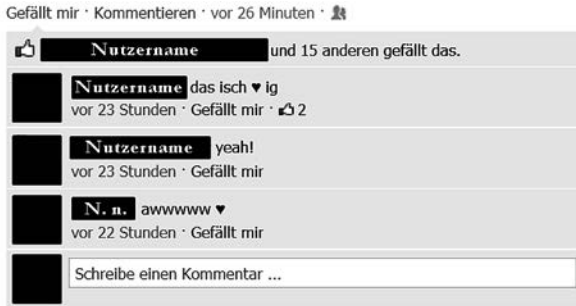 Gefällt mir · Kommentieren · vor 26 Minuten ·
Nutzername und 15 anderen gefällt das.
Nutzername das isch ♥ ig
vor 23 Stunden · Gefällt mir · 2
Nutzername yeah!
vor 23 Stunden · Gefällt mir
N. n. awwwww ♥
vor 22 Stunden · Gefällt mir
Schreibe einen Kommentar ...